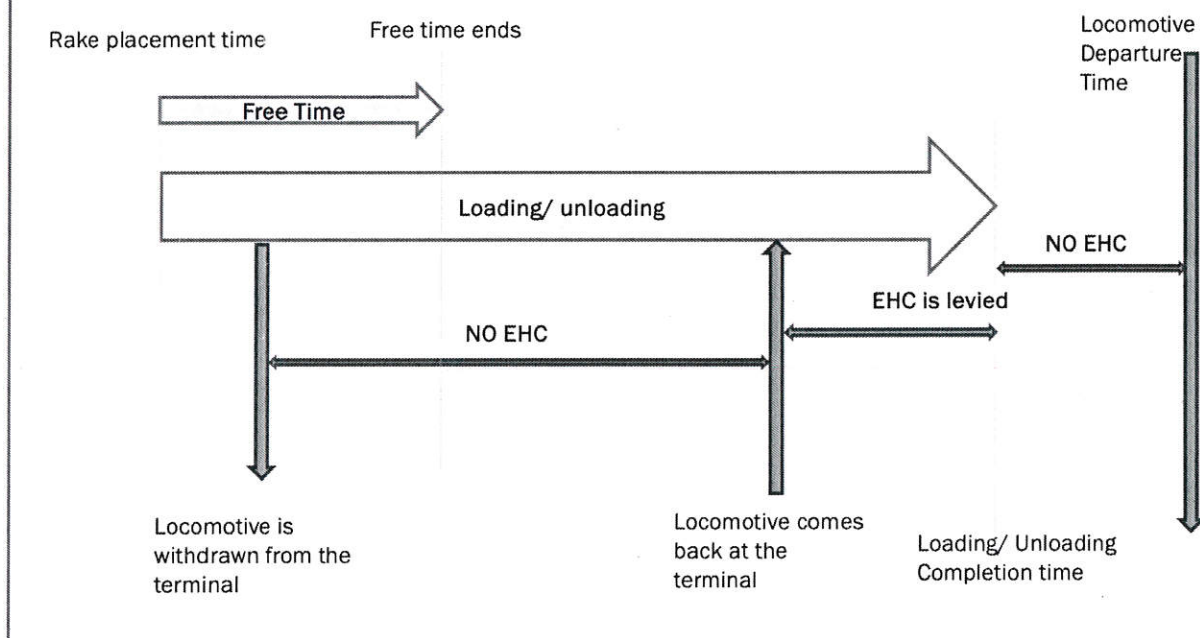 Rake placement time
Free time ends
Locomotive
Departure
Time
Free Time
Loading/ unloading
NO EHC
EHC is levied
NO EHC
Locomotive is
withdrawn from the
terminal
Locomotive comes
back at the
terminal
Loading/ Unloading
Completion time